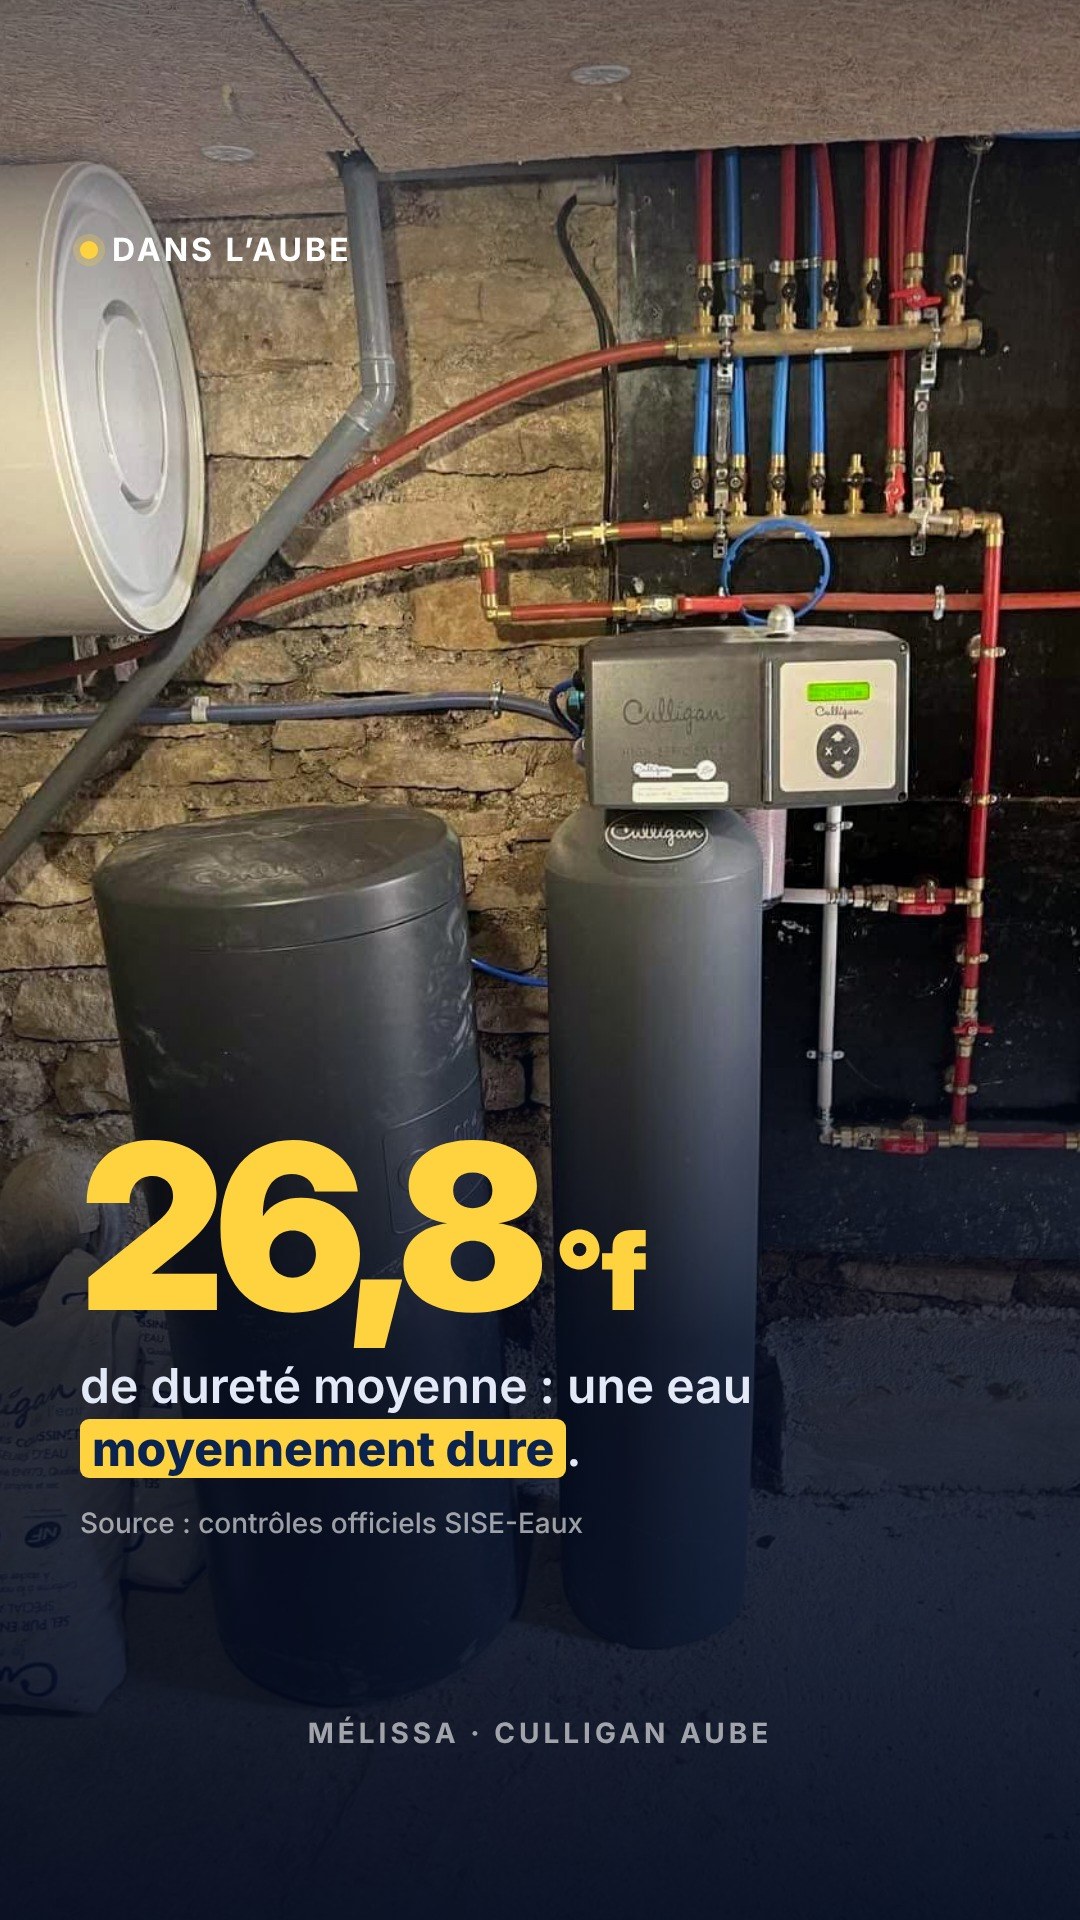 DANS L'AUBE
Culligan
Culligan
Culligan
26,8 °f
de dureté moyenne : une eau
moyennement dure.
Source : contrôles officiels SISE-Eaux
MÉLISSA · CULLIGAN AUBE